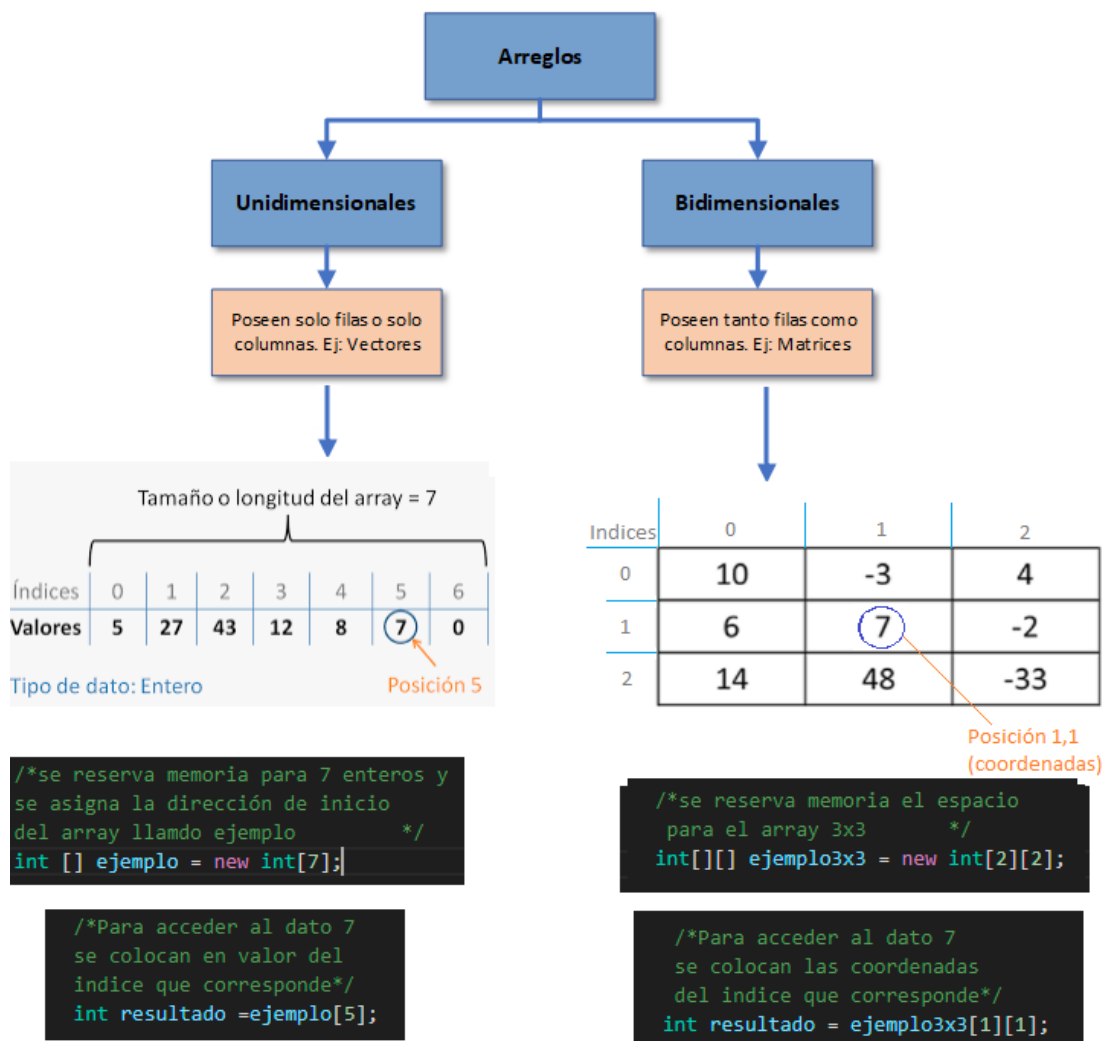 Arreglos
Unidimensionales
Bidimensionales
Poseen solo filas o solo
columnas. Ej: Vectores
Poseen tanto filas como
columnas. Ej: Matrices
Tamaño o longitud del array = 7
Índices 0 1 2 3 4 5 6
Valores 5 27 43 12 8 7 0
Tipo de dato: Entero
Posición 5
Indices 0 1 2
0 10 -3 4
1 6 7 -2
2 14 48 -33
Posición 1,1
(coordenadas)
/*se reserva memoria para 7 enteros y
se asigna la dirección de inicio
del array llamdo ejemplo */
int [] ejemplo = new int[7];
/*se reserva memoria el espacio
para el array 3x3 */
int[][] ejemplo3x3 = new int[2][2];
/*Para acceder al dato 7
se colocan en valor del
indice que corresponde*/
int resultado =ejemplo[5];
/*Para acceder al dato 7
se colocan las coordenadas
del indice que corresponde*/
int resultado = ejemplo3x3[1][1];